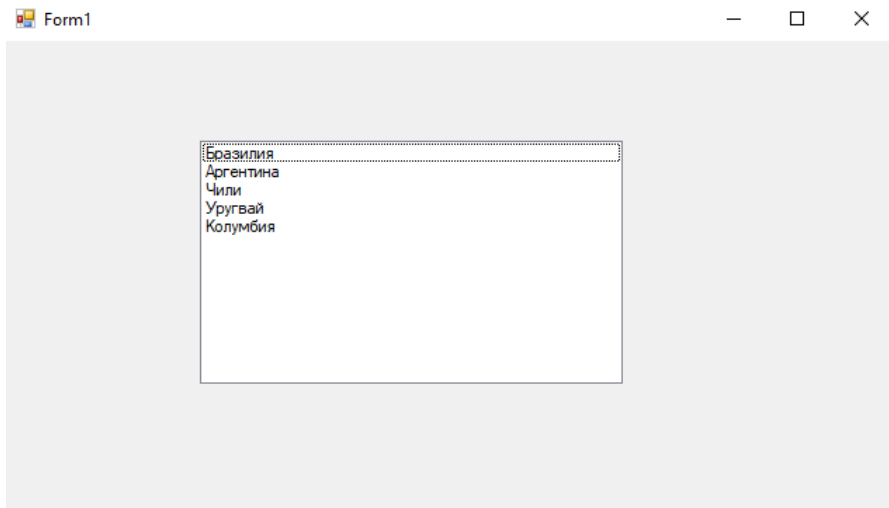 Form1
Бразилия
Аргентина
Чили
Уругвай
Колумбия